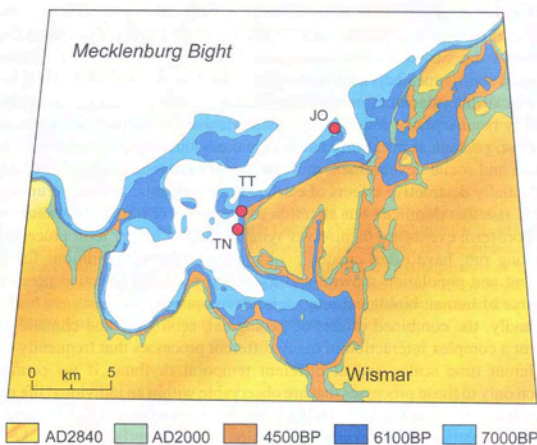 Mecklenburg Bight
JO
TT
TN
Wismar
0 km 5
AD2840 AD2000 4500BP 6100BP 7000BP